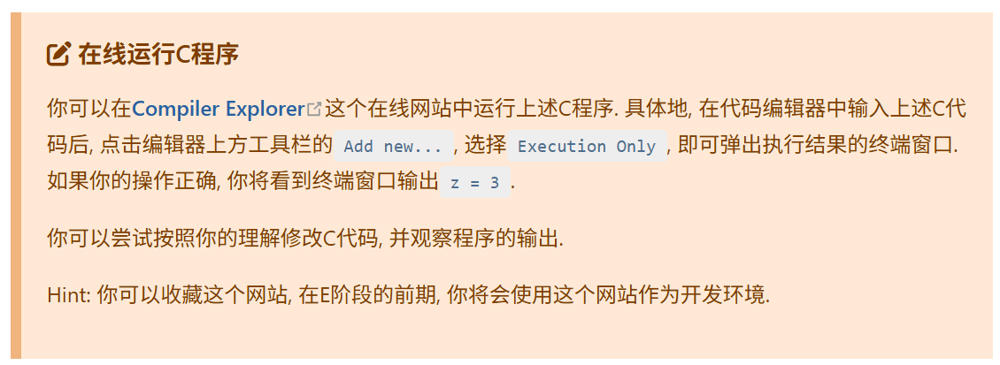 在线运行C程序
你可以在Compiler Explorer这个在线网站中运行上述C程序. 具体地, 在代码编辑器中输入上述C代
码后, 点击编辑器上方工具栏的 Add new... , 选择 Execution Only , 即可弹出执行结果的终端窗口.
如果你的操作正确, 你将看到终端窗口输出 z = 3 .
你可以尝试按照你的理解修改C代码, 并观察程序的输出.
Hint: 你可以收藏这个网站, 在E阶段的前期, 你将会使用这个网站作为开发环境.